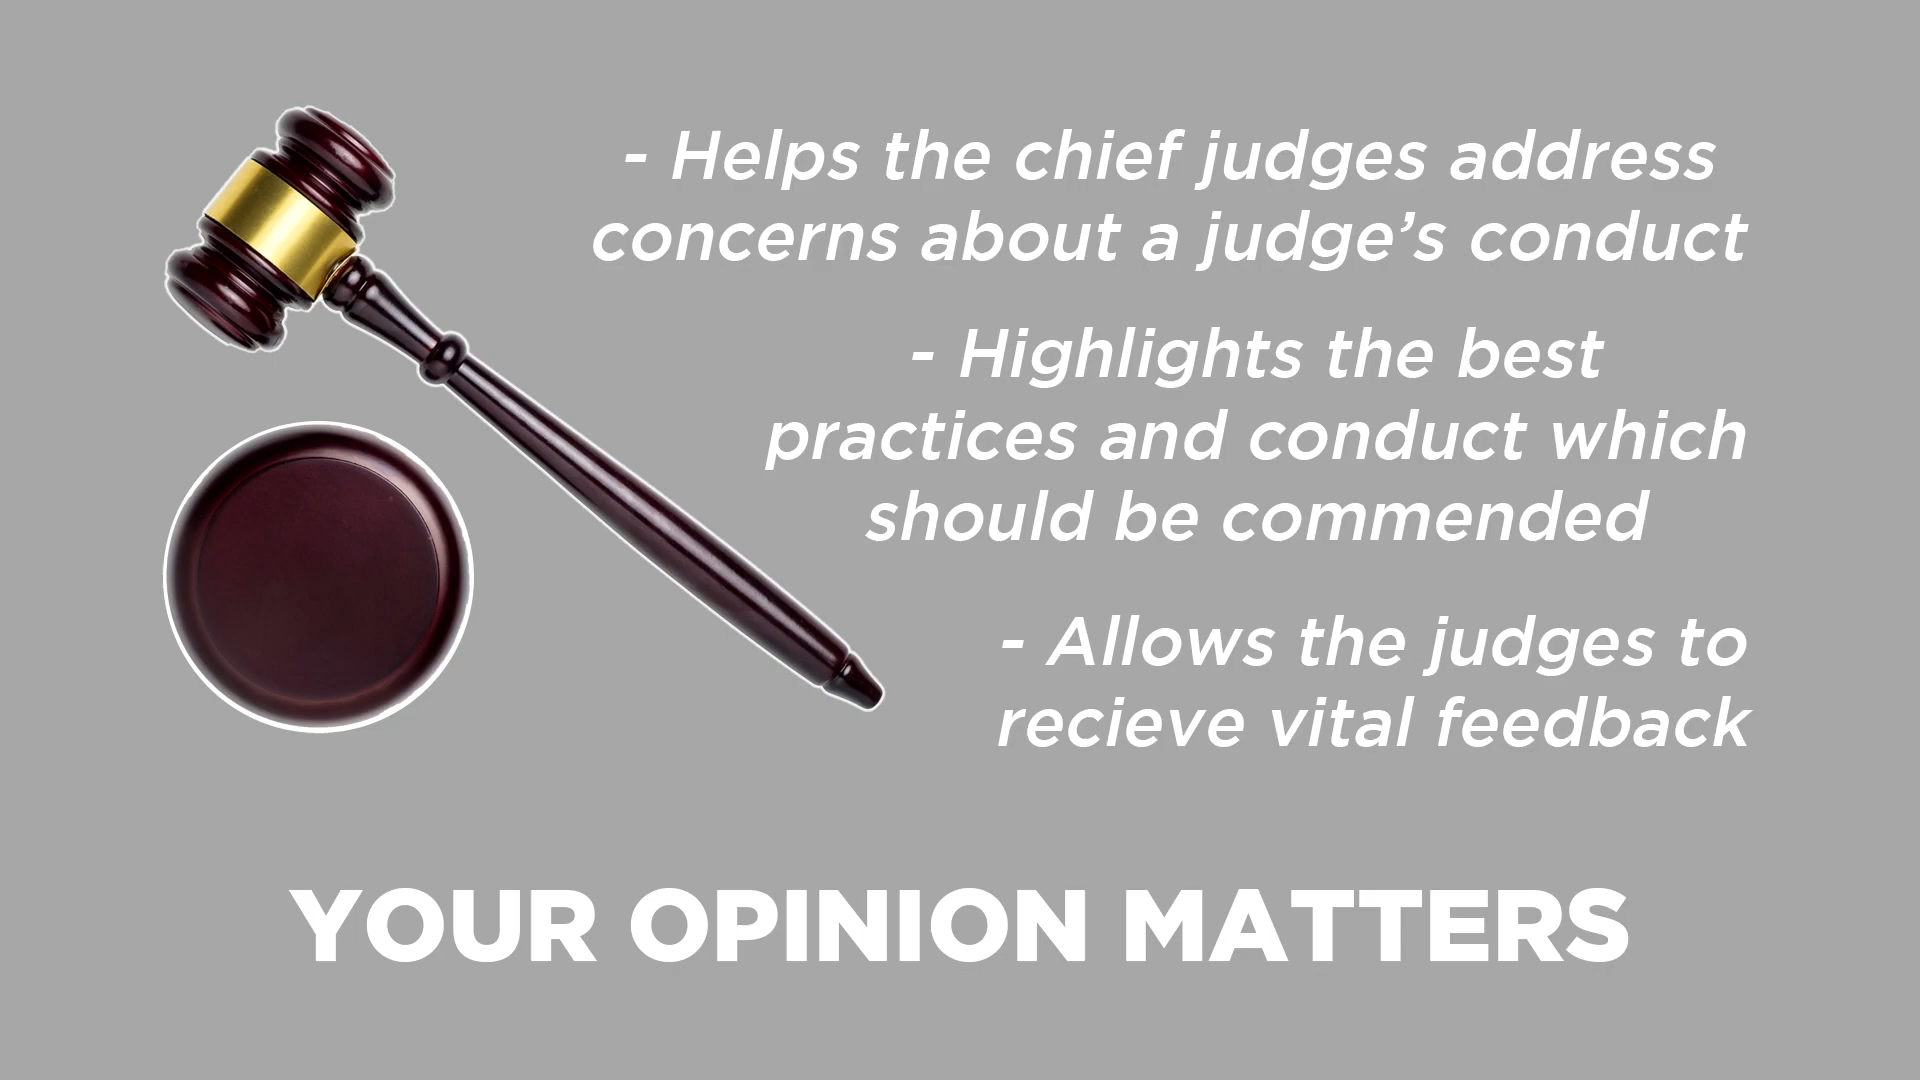 - Helps the chief judges address
concerns about a judge’s conduct
- Highlights the best
practices and conduct which
should be commended
- Allows the judges to
recieve vital feedback
YOUR OPINION MATTERS